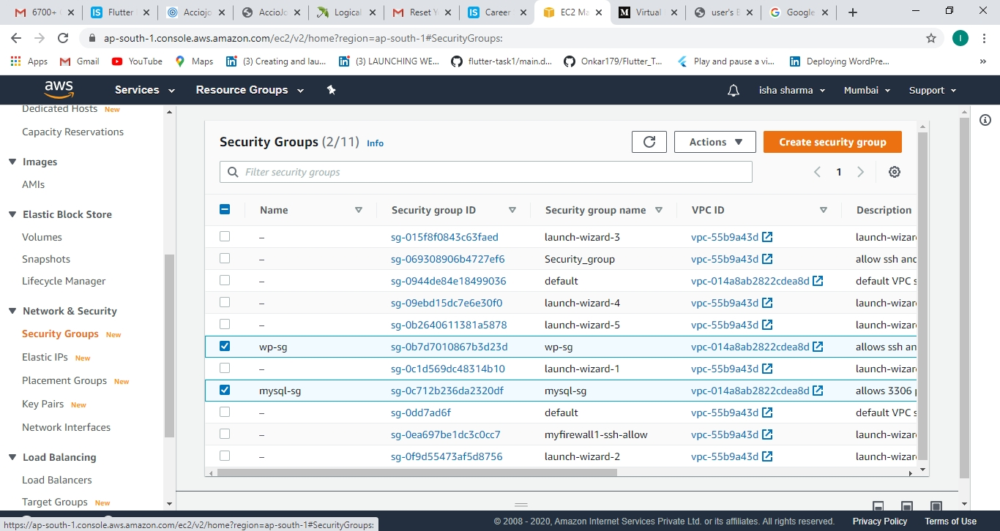 6700+
Flutter
Acciojo
AccioJo
Logical
Reset Y
Career
EC2 Ma
Virtual
user's B
Google
ap-south-1.console.aws.amazon.com/ec2/v2/home?region=ap-south-1#SecurityGroups:
I
Apps Gmail YouTube Maps (3) Creating and lau... (3) LAUNCHING WE... flutter-task1/main.d... Onkar179/Flutter_T... Play and pause a vi... Deploying WordPre... »
aws Services Resource Groups isha sharma Mumbai Support
Dedicated Hosts New
Capacity Reservations
Images
AMIs
Elastic Block Store
Volumes
Snapshots
Lifecycle Manager
Network & Security
Security Groups New
Elastic IPs New
Placement Groups New
Key Pairs New
Network Interfaces
Load Balancing
Load Balancers
Target Groups New
Security Groups (2/11) Info
Actions
Create security group
Filter security groups
1
Name Security group ID Security group name VPC ID Description
– sg-015f8f0843c63faed launch-wizard-3 vpc-55b9a43d launch-wizar
– sg-069308906b4727ef6 Security_group vpc-55b9a43d allow ssh and
– sg-0944de84e18499036 default vpc-014a8ab2822cdea8d default VPC s
– sg-09ebd15dc7e6e30f0 launch-wizard-4 vpc-55b9a43d launch-wizar
– sg-0b2640611381a5878 launch-wizard-5 vpc-55b9a43d launch-wizar
wp-sg sg-0b7d7010867b3d23d wp-sg vpc-014a8ab2822cdea8d allows ssh an
– sg-0c1d569dc48314b10 launch-wizard-1 vpc-55b9a43d launch-wizar
mysql-sg sg-0c712b236da2320df mysql-sg vpc-014a8ab2822cdea8d allows 3306 p
– sg-0dd7ad6f default vpc-55b9a43d default VPC s
– sg-0ea697be1dc3c0cc7 myfirewall1-ssh-allow vpc-55b9a43d launch-wizar
– sg-0f9d55473af5d8756 launch-wizard-2 vpc-55b9a43d launch-wizar
https://ap-south-1.console.aws.amazon.com/ec2/v2/home?region=ap-south-1#SecurityGroups:
© 2008 - 2020, Amazon Internet Services Private Ltd. or its affiliates. All rights reserved. Privacy Policy Terms of Use